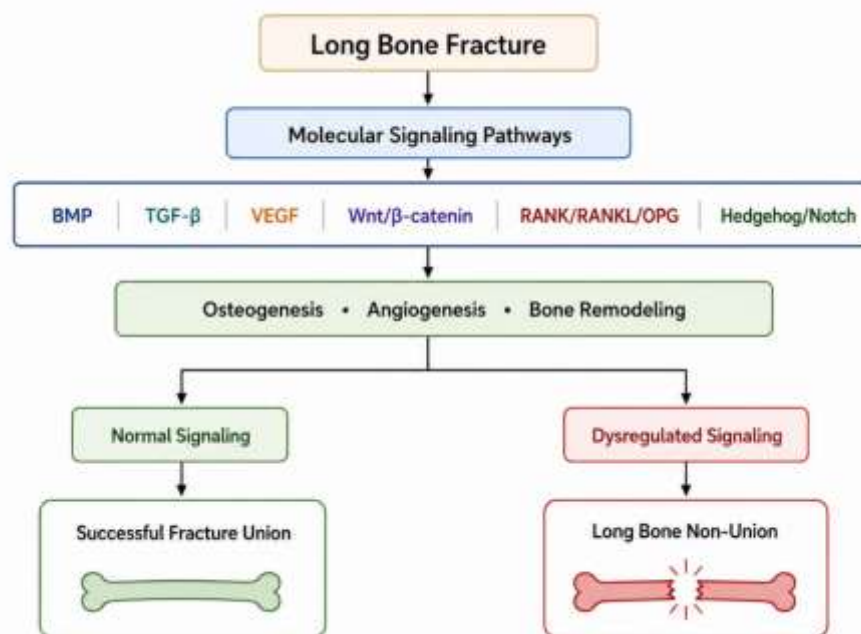 Long Bone Fracture
Molecular Signaling Pathways
BMP TGF-β VEGF Wnt/β-catenin RANK/RANKL/OPG Hedgehog/Notch
Osteogenesis • Angiogenesis • Bone Remodeling
Normal Signaling Dysregulated Signaling
Successful Fracture Union Long Bone Non-Union